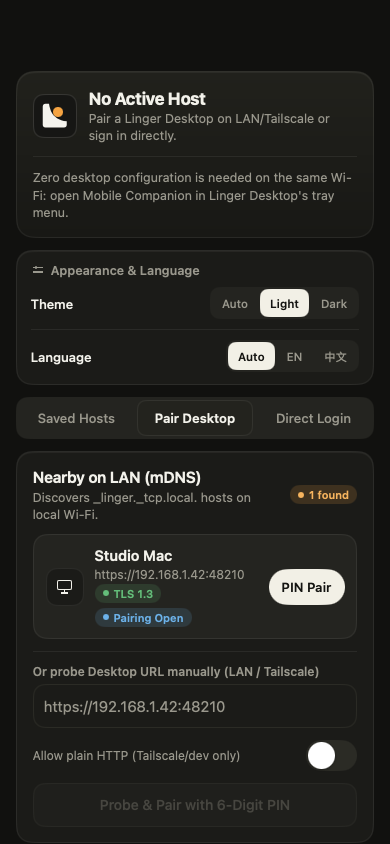 No Active Host
Pair a Linger Desktop on LAN/Tailscale or
sign in directly.
Zero desktop configuration is needed on the same Wi-
Fi: open Mobile Companion in Linger Desktop's tray
menu.
Appearance & Language
Theme
Auto
Light
Dark
Language
Auto
EN
中文
Saved Hosts
Pair Desktop
Direct Login
Nearby on LAN (mDNS)
Discovers _linger._tcp.local. hosts on
local Wi-Fi.
1 found
Studio Mac
https://192.168.1.42:48210
TLS 1.3
Pairing Open
PIN Pair
Or probe Desktop URL manually (LAN / Tailscale)
https://192.168.1.42:48210
Allow plain HTTP (Tailscale/dev only)
Probe & Pair with 6-Digit PIN